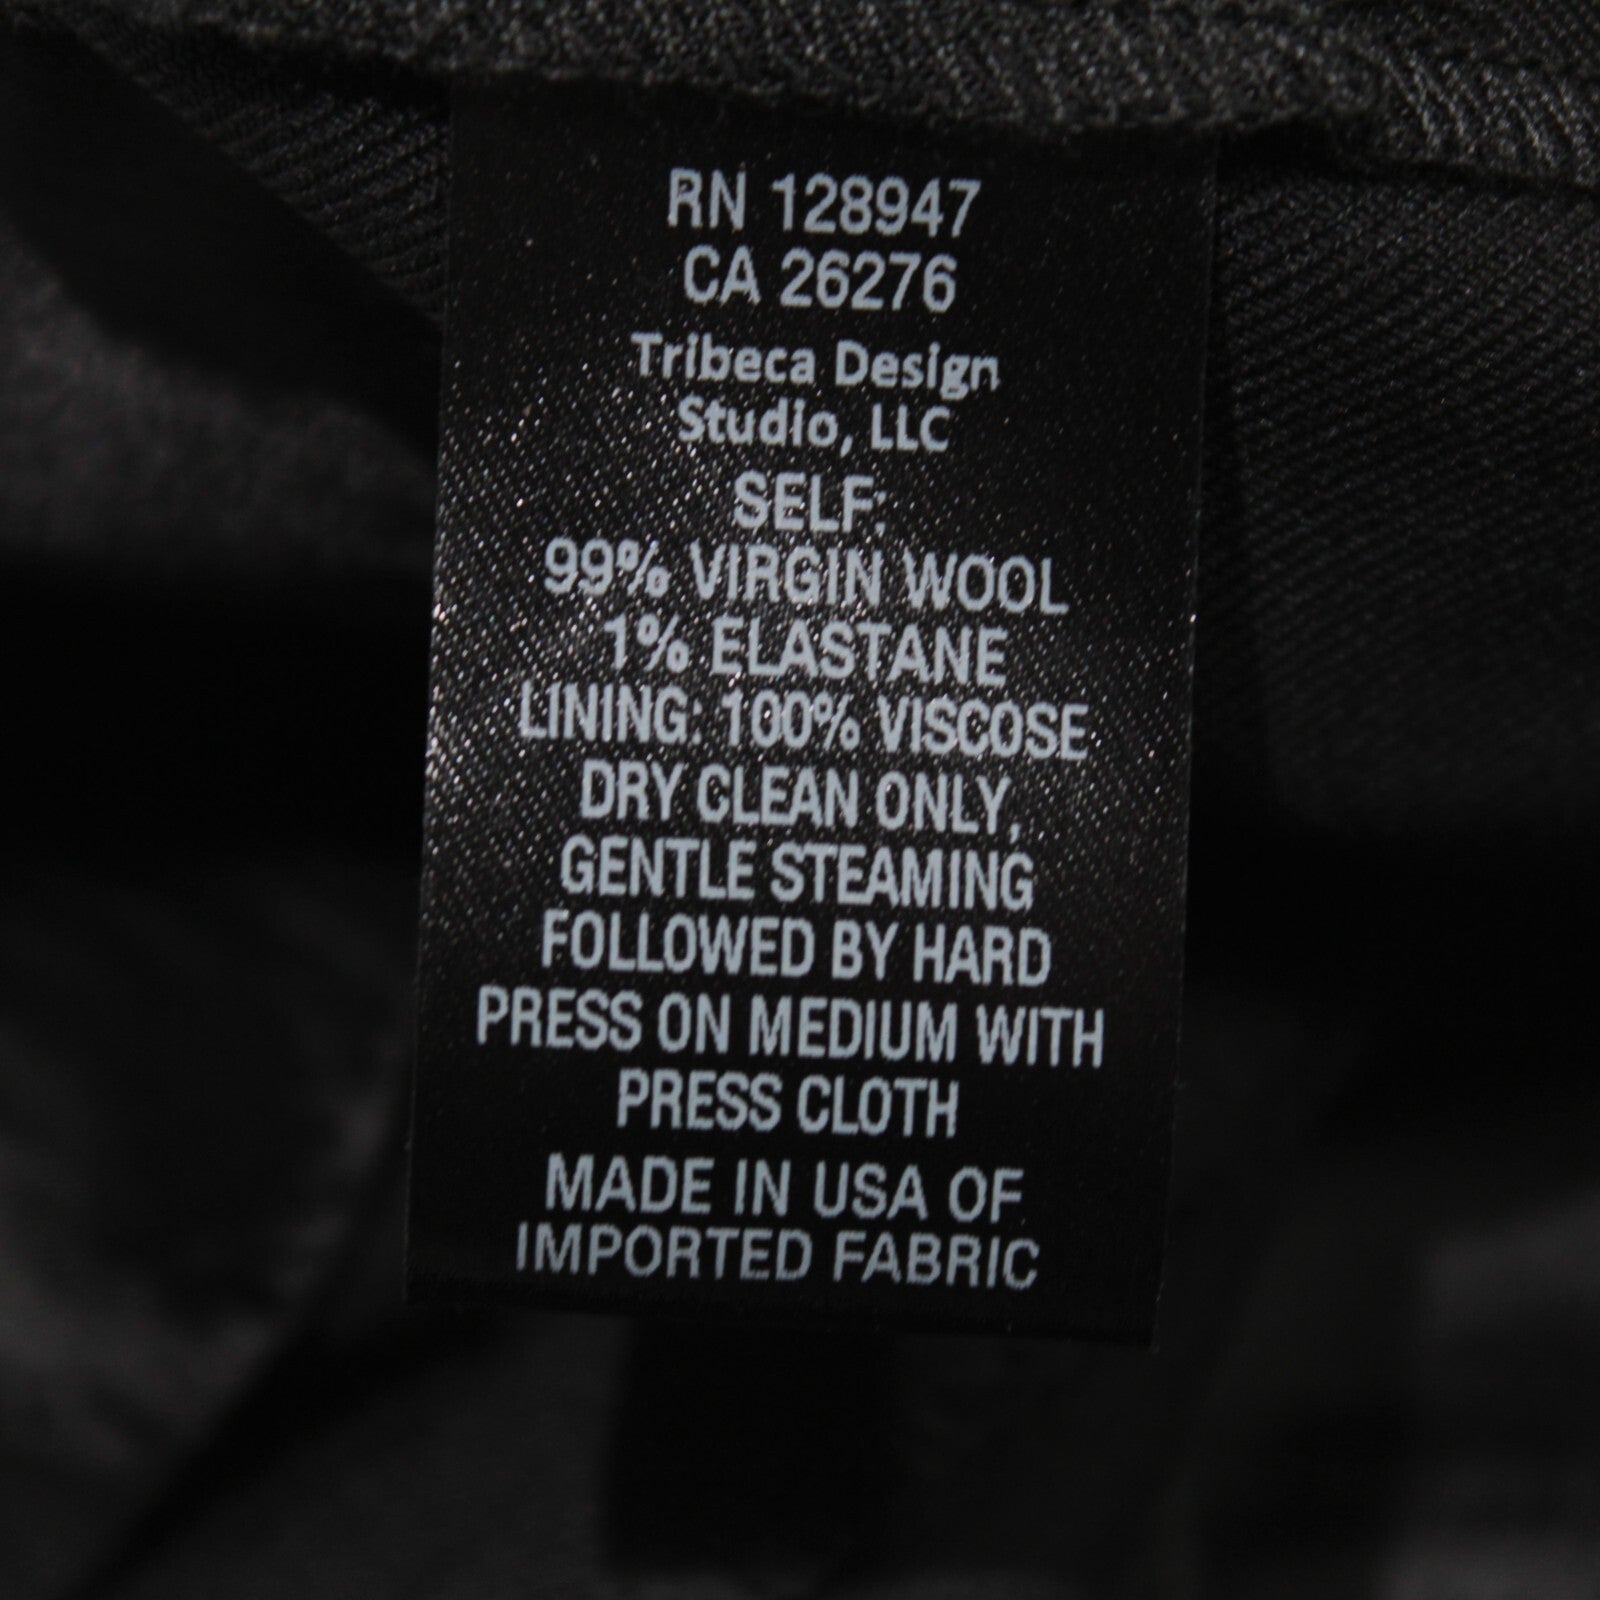 RN 128947
CA 26276
Tribeca Design
Studio, LLC
SELF:
99% VIRGIN WOOL
1% ELASTANE
LINING: 100% VISCOSE
DRY CLEAN ONLY,
GENTLE STEAMING
FOLLOWED BY HARD
PRESS ON MEDIUM WITH
PRESS CLOTH
MADE IN USA OF
IMPORTED FABRIC